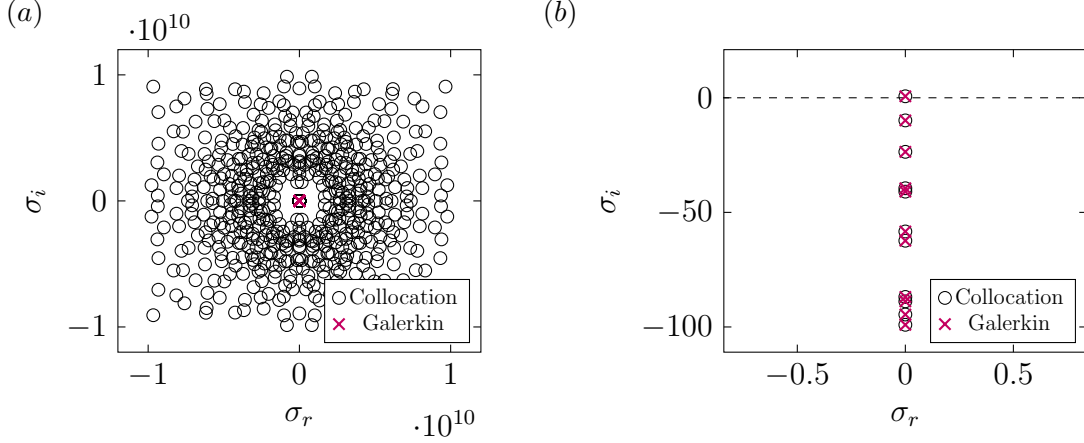 (a)
·10^10
1
0
−1
σ_i
−1 0 1
·10^10
σ_r
Collocation
Galerkin
(b)
0
−50
−100
σ_i
−0.5 0 0.5
σ_r
Collocation
Galerkin